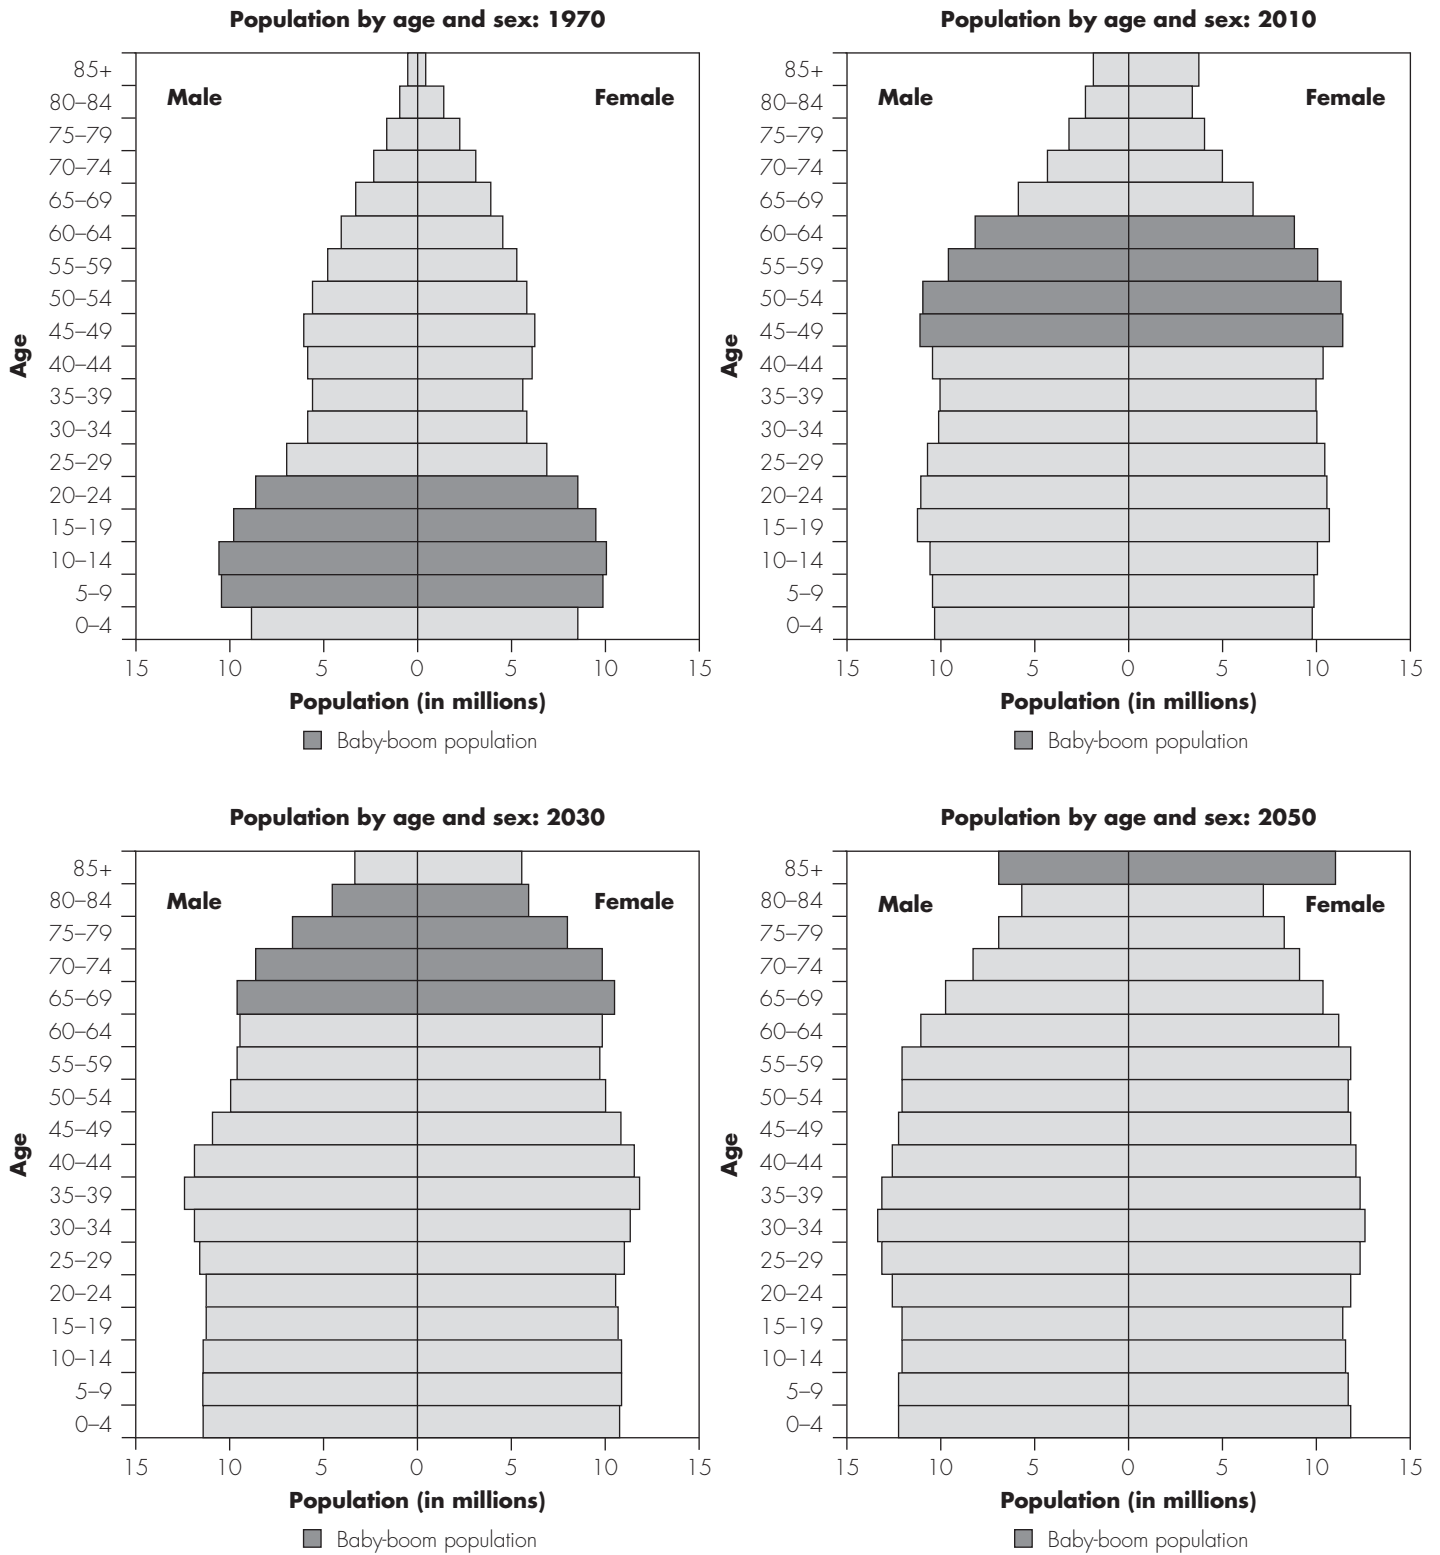 Population by age and sex: 1970
85+
Male
Female
80–84
75–79
70–74
65–69
60–64
55–59
50–54
45–49
Age
40–44
35–39
30–34
25–29
20–24
15–19
10–14
5–9
0–4
15 10 5 0 5 10 15
Population (in millions)
Baby-boom population
Population by age and sex: 2010
85+
Male
Female
80–84
75–79
70–74
65–69
60–64
55–59
50–54
45–49
Age
40–44
35–39
30–34
25–29
20–24
15–19
10–14
5–9
0–4
15 10 5 0 5 10 15
Population (in millions)
Baby-boom population
Population by age and sex: 2030
85+
Male
Female
80–84
75–79
70–74
65–69
60–64
55–59
50–54
45–49
Age
40–44
35–39
30–34
25–29
20–24
15–19
10–14
5–9
0–4
15 10 5 0 5 10 15
Population (in millions)
Baby-boom population
Population by age and sex: 2050
85+
Male
Female
80–84
75–79
70–74
65–69
60–64
55–59
50–54
45–49
Age
40–44
35–39
30–34
25–29
20–24
15–19
10–14
5–9
0–4
15 10 5 0 5 10 15
Population (in millions)
Baby-boom population